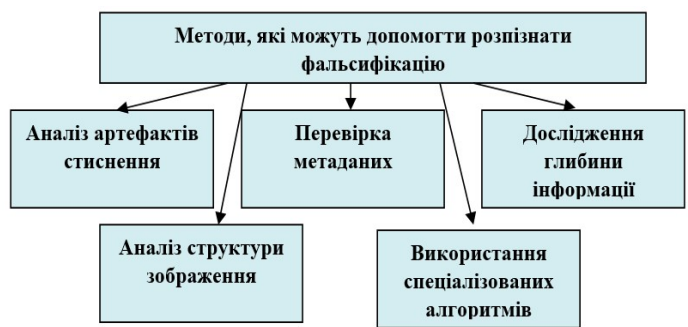 Методи, які можуть допомогти розпізнати
фальсифікацію
Аналіз артефактів
стиснення
Перевірка
метаданих
Дослідження
глибини
інформації
Аналіз структури
зображення
Використання
спеціалізованих
алгоритмів